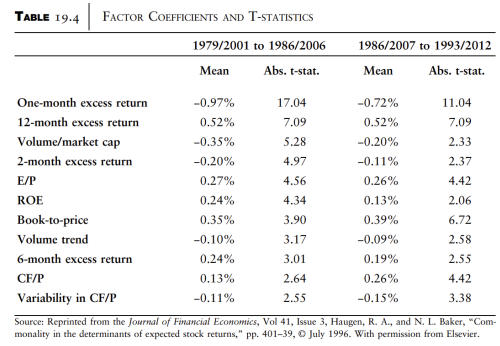 TABLE 19.4 FACTOR COEFFICIENTS AND T-STATISTICS
1979/2001 to 1986/2006 1986/2007 to 1993/2012
Mean Abs. t-stat. Mean Abs. t-stat.
One-month excess return −0.97% 17.04 −0.72% 11.04
12-month excess return 0.52% 7.09 0.52% 7.09
Volume/market cap −0.35% 5.28 −0.20% 2.33
2-month excess return −0.20% 4.97 −0.11% 2.37
E/P 0.27% 4.56 0.26% 4.42
ROE 0.24% 4.34 0.13% 2.06
Book-to-price 0.35% 3.90 0.39% 6.72
Volume trend −0.10% 3.17 −0.09% 2.58
6-month excess return 0.24% 3.01 0.19% 2.55
CF/P 0.13% 2.64 0.26% 4.42
Variability in CF/P −0.11% 2.55 −0.15% 3.38
Source: Reprinted from the Journal of Financial Economics, Vol 41, Issue 3, Haugen, R. A., and N. L. Baker, “Com-
monality in the determinants of expected stock returns,” pp. 401–39, © July 1996. With permission from Elsevier.